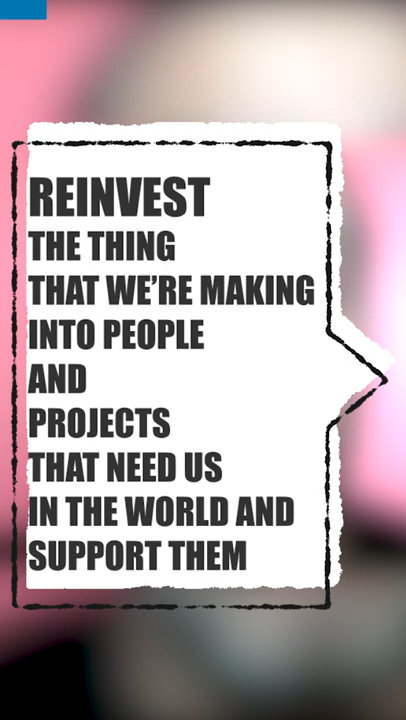 REINVEST
THE THING
THAT WE'RE MAKING
INTO PEOPLE
AND
PROJECTS
THAT NEED US
IN THE WORLD AND
SUPPORT THEM